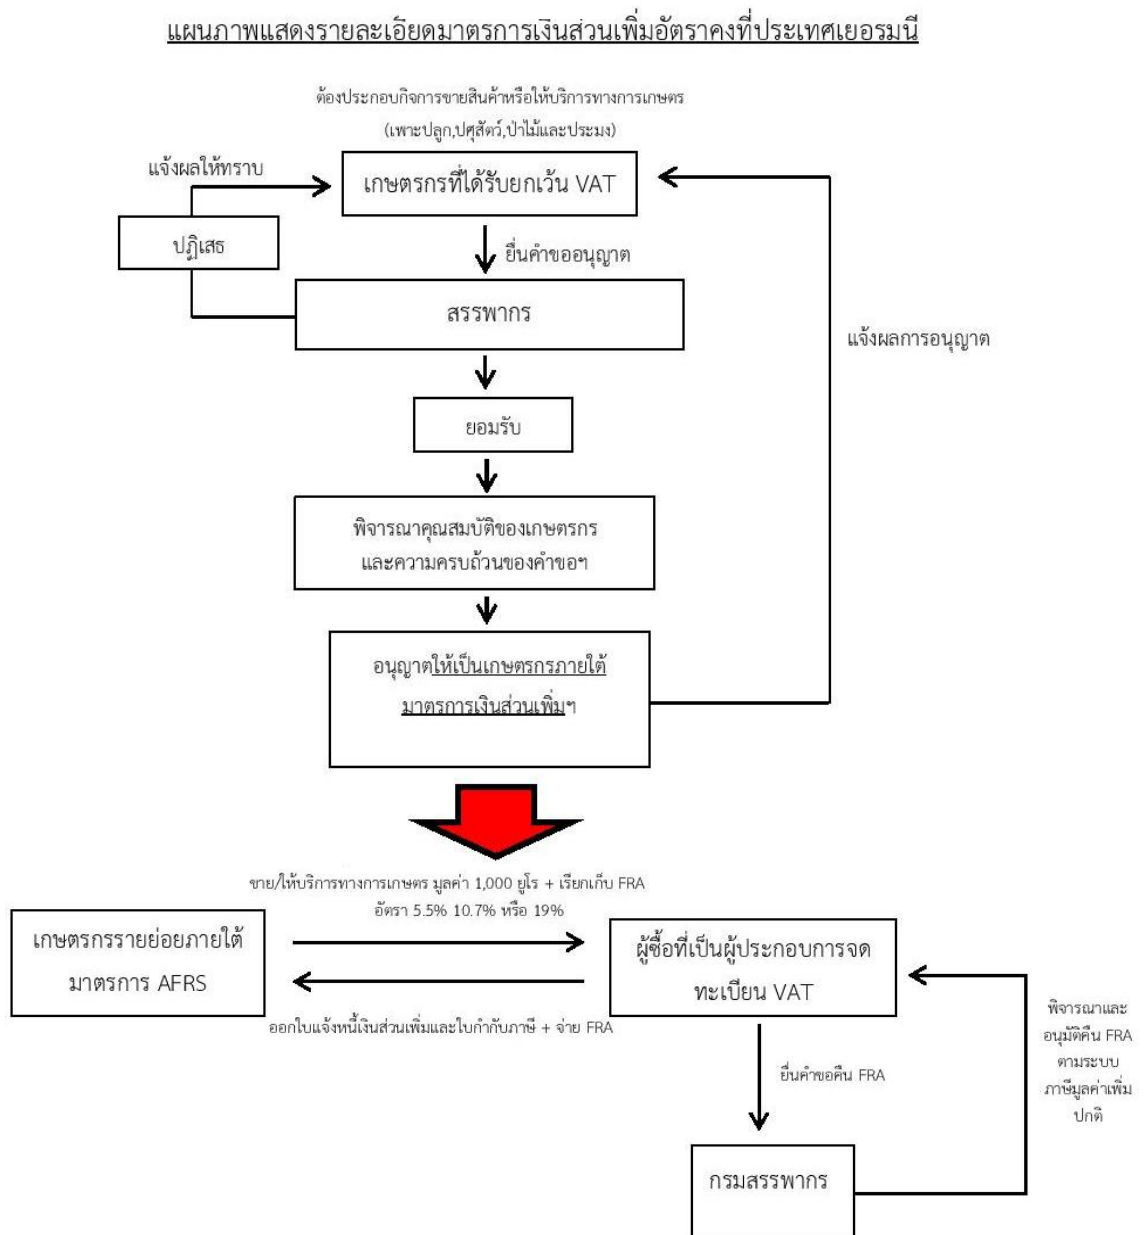 แผนภาพแสดงรายละเอียดมาตรการเงินส่วนเพิ่มอัตราคงที่ประเทศเยอรมนี
ต้องประกอบกิจการขายสินค้าหรือให้บริการทางการเกษตร
(เพาะปลูก,ปศุสัตว์,ป่าไม้และประมง)
แจ้งผลให้ทราบ
เกษตรกรที่ได้รับยกเว้น VAT
ปฏิเสธ
ยื่นคำขออนุญาต
สรรพากร
แจ้งผลการอนุญาต
ยอมรับ
พิจารณาคุณสมบัติของเกษตรกร
และความครบถ้วนของคำขอฯ
อนุญาตให้เป็นเกษตรกรภายใต้
มาตรการเงินส่วนเพิ่มฯ
ขาย/ให้บริการทางการเกษตร มูลค่า 1,000 ยูโร + เรียกเก็บ FRA
อัตรา 5.5% 10.7% หรือ 19%
เกษตรกรรายย่อยภายใต้
มาตรการ AFRS
ผู้ซื้อที่เป็นผู้ประกอบการจด
ทะเบียน VAT
ออกใบแจ้งหนี้เงินส่วนเพิ่มและใบกำกับภาษี + จ่าย FRA
พิจารณาและ
อนุมัติคืน FRA
ตามระบบ
ภาษีมูลค่าเพิ่ม
ปกติ
ยื่นคำขอคืน FRA
กรมสรรพากร